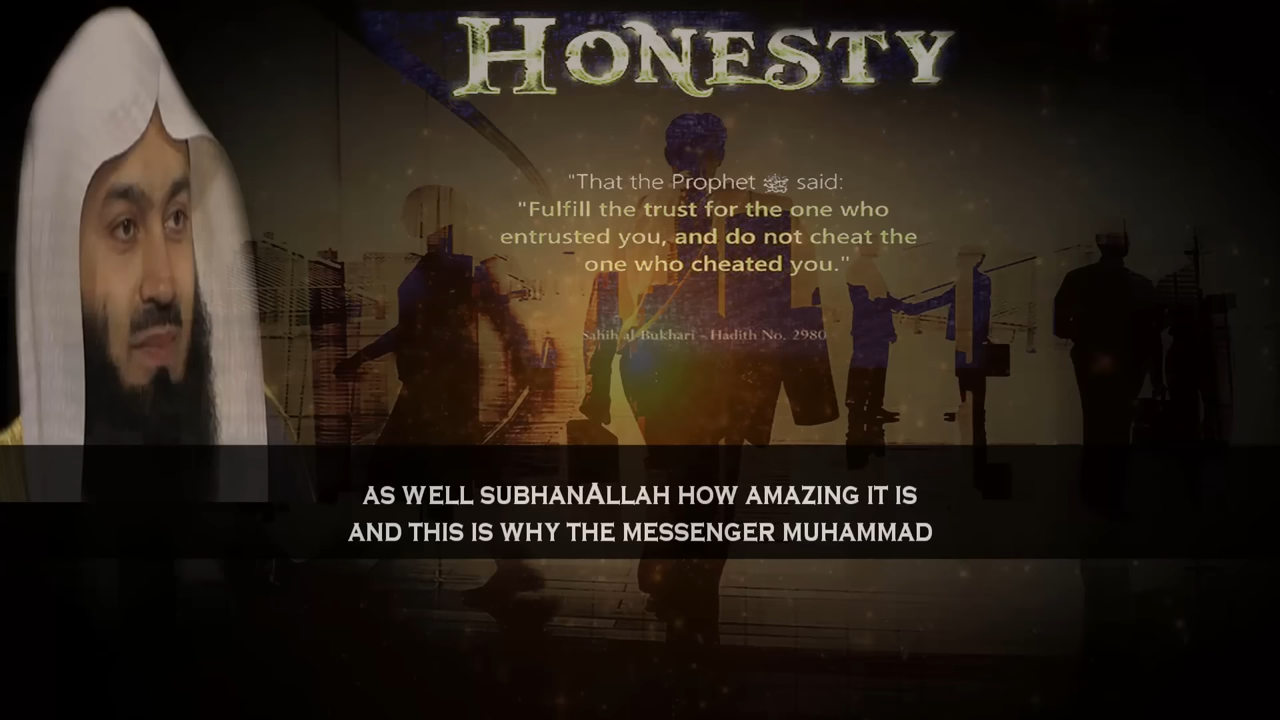 HONESTY
"That the Prophet ﷺ said:
"Fulfill the trust for the one who
entrusted you, and do not cheat the
one who cheated you."
Sahih al-Bukhari - Hadith No. 2980
AS WELL SUBHANALLAH HOW AMAZING IT IS
AND THIS IS WHY THE MESSENGER MUHAMMAD